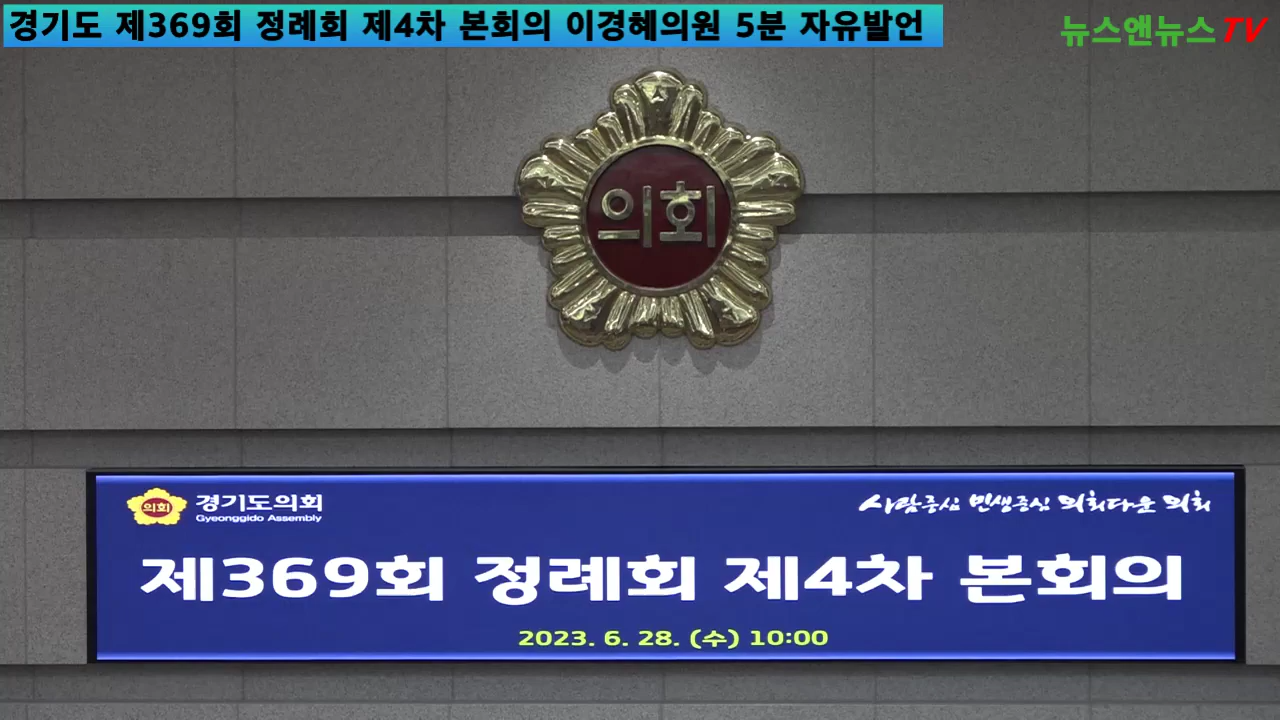 경기도 제369회 정례회 제4차 본회의 이경혜의원 5분 자유발언
뉴스앤뉴스TV
의회
의회
경기도의회
Gyeonggido Assembly
사람중심 민생중심 의회다운 의회
제369회 정례회 제4차 본회의
2023. 6. 28. (수) 10:00